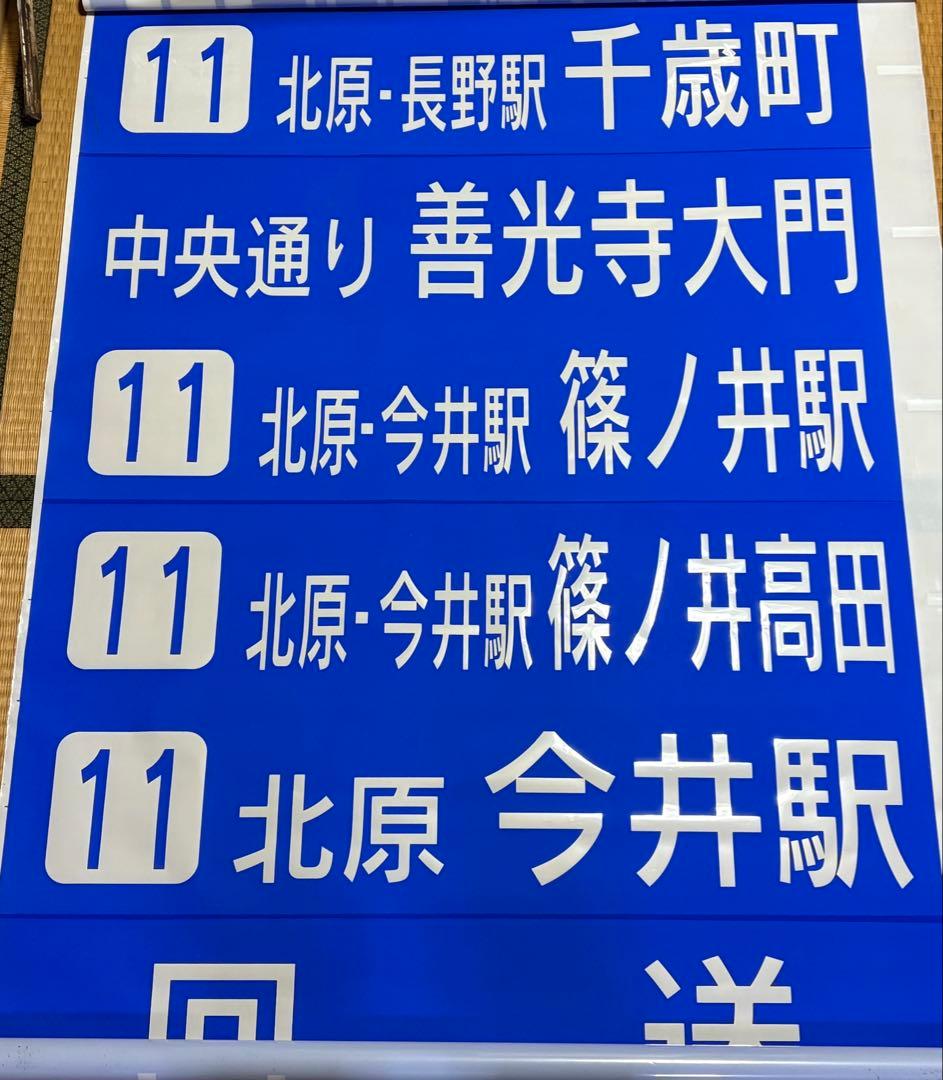 11 北原・長野駅 千歳町
中央通り 善光寺大門
11 北原・今井駅 篠ノ井駅
11 北原・今井駅 篠ノ井高田
11 北原 今井駅
回送